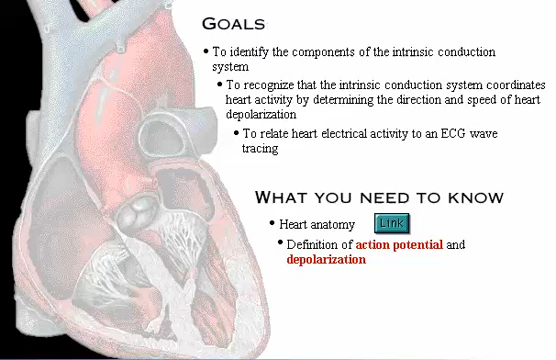 GOALS
• To identify the components of the intrinsic conduction
system
• To recognize that the intrinsic conduction system coordinates
heart activity by determining the direction and speed of heart
depolarization
• To relate heart electrical activity to an ECG wave
tracing
WHAT YOU NEED TO KNOW
• Heart anatomy Link
• Definition of action potential and
depolarization